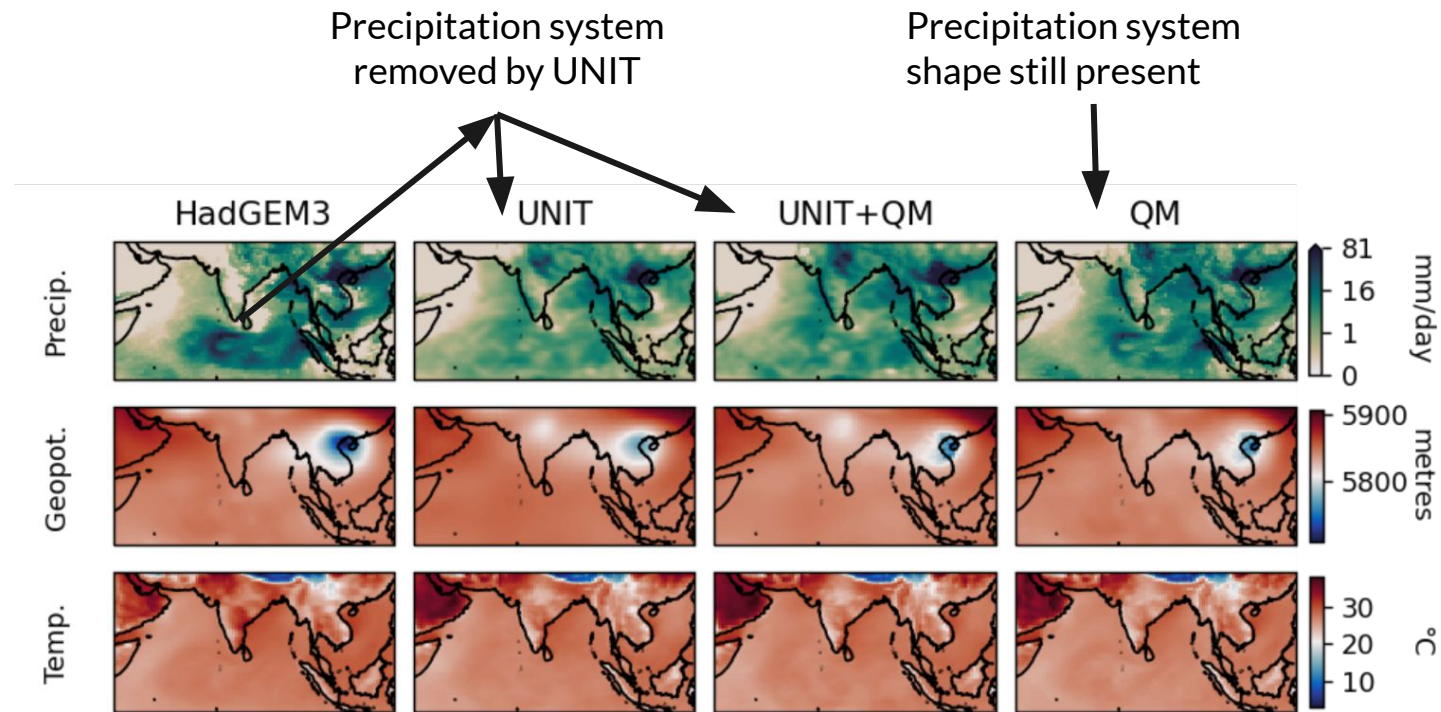 Precipitation system
removed by UNIT
Precipitation system
shape still present
HadGEM3
UNIT
UNIT+QM
QM
Precip.
81
16
1
0
mm/day
Geopot.
5900
5800
metres
Temp.
30
20
10
°C